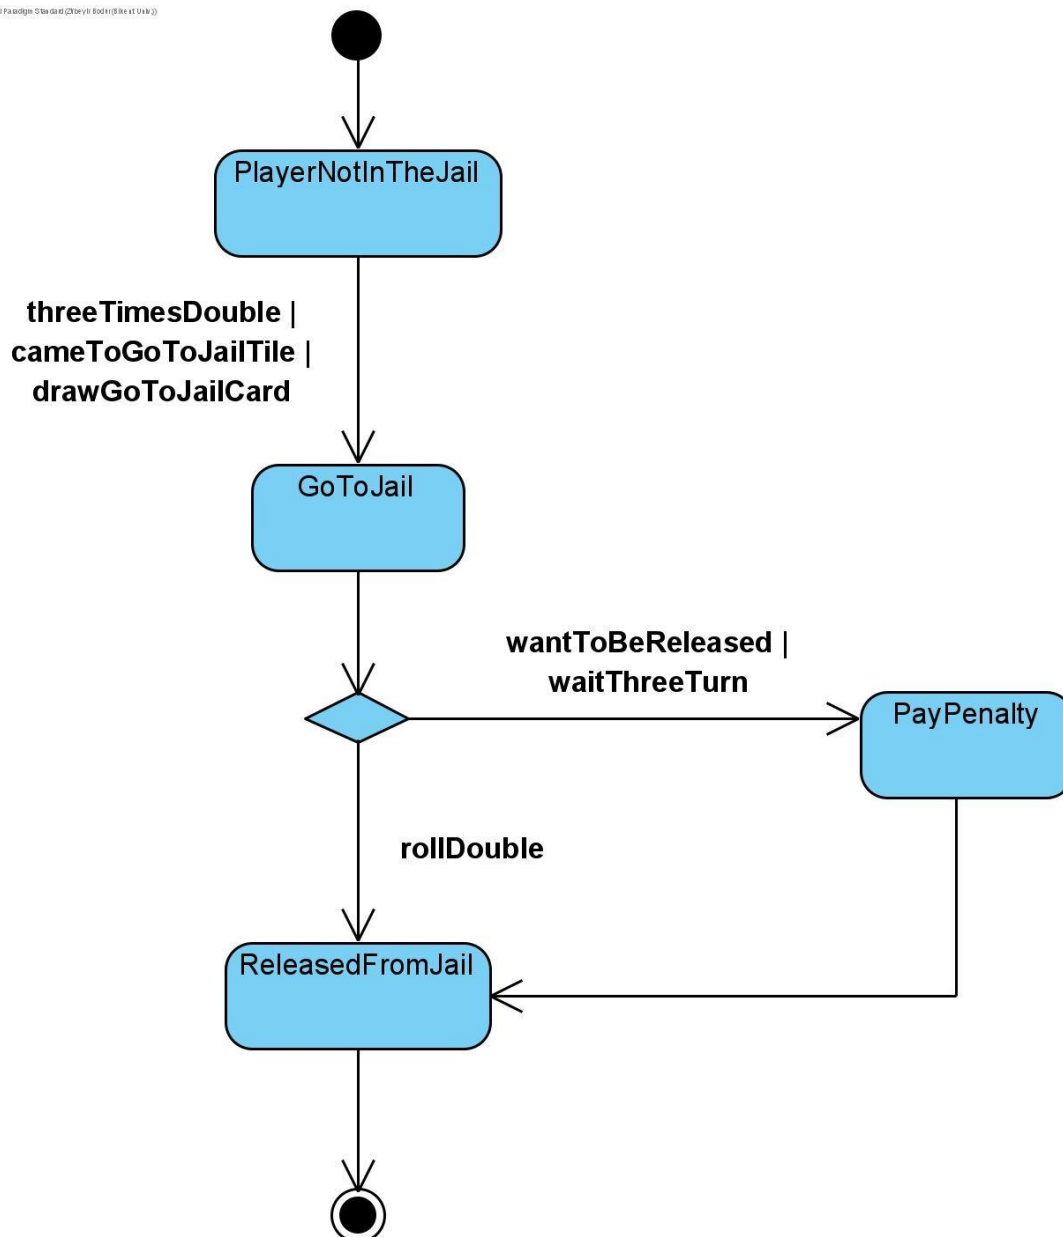 PlayerNotInTheJail
threeTimesDouble |
cameToGoToJailTile |
drawGoToJailCard
GoToJail
wantToBeReleased |
waitThreeTurn
PayPenalty
rollDouble
ReleasedFromJail